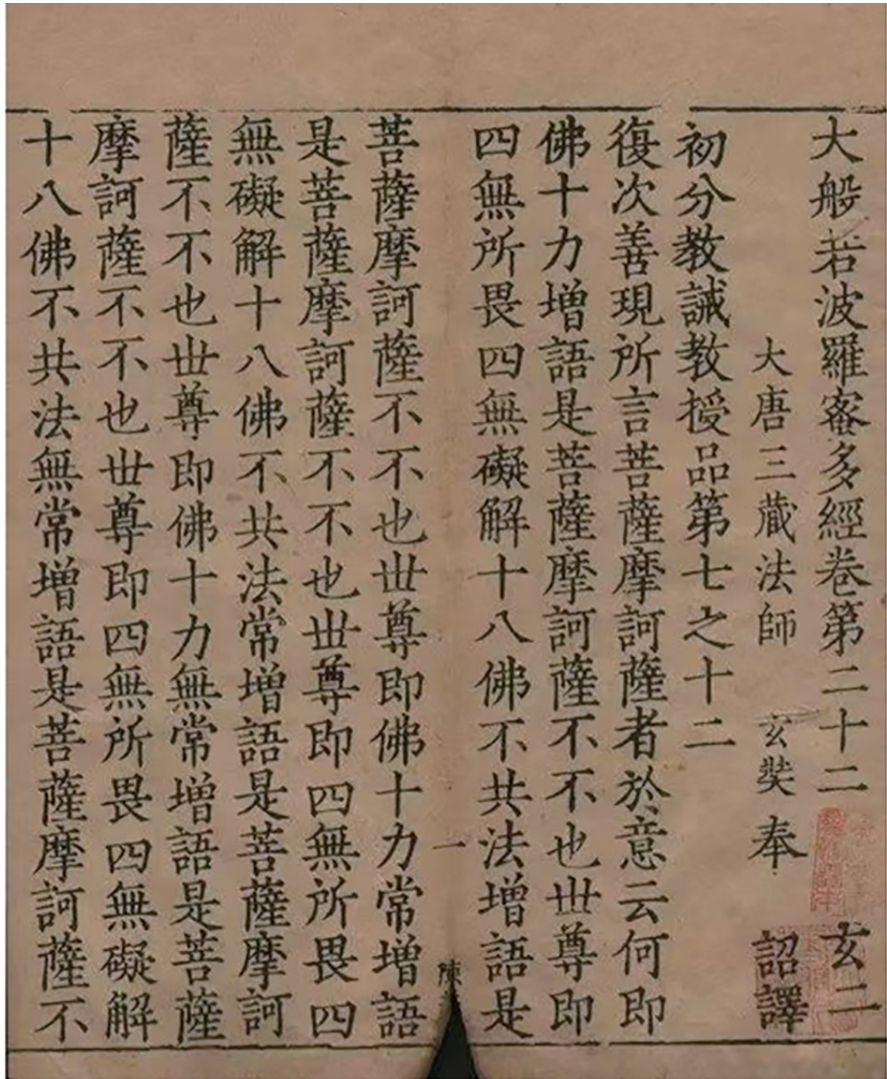 大般若波羅蜜多經卷第二十二 玄二
大唐三藏法師 玄奘奉 詔譯
初分教誡教授品第七之十二
復次善現所言菩薩摩訶薩者於意云何即
佛十力增語是菩薩摩訶薩不不也世尊即
四無所畏四無礙解十八佛不共法增語是
一
陳
菩薩摩訶薩不不也世尊即佛十力常增語
是菩薩摩訶薩不不也世尊即四無所畏四
無礙解十八佛不共法常增語是菩薩摩訶
薩不不也世尊即佛十力無常增語是菩薩
摩訶薩不不也世尊即四無所畏四無礙解
十八佛不共法無常增語是菩薩摩訶薩不